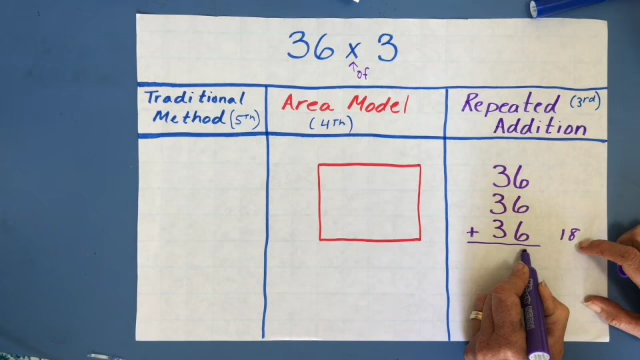 36 x 3
↑of
Traditional
Method (5th)
Area Model
(4th)
Repeated (3rd)
Addition
36
36
+ 36
18